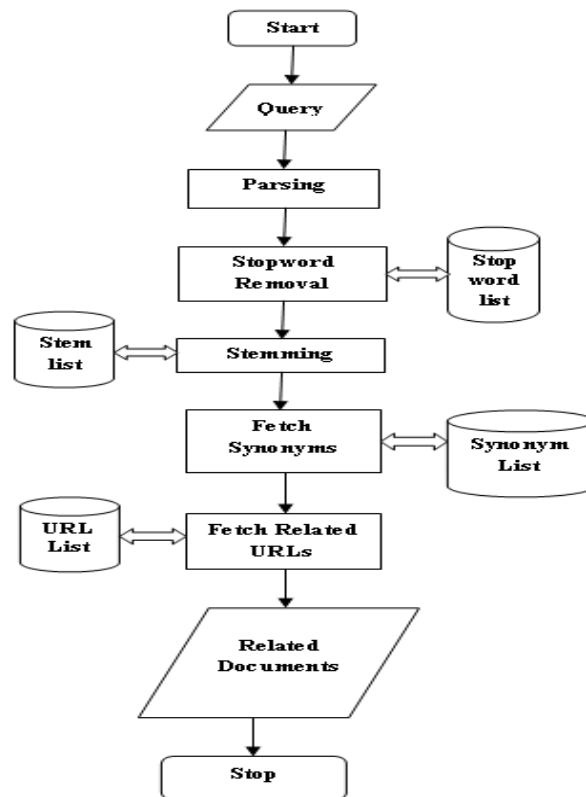 Start
Query
Parsing
Stopword
Removal
Stop
word
list
Stem
list
Stemming
Fetch
Synonyms
Synonym
List
URL
List
Fetch Related
URLs
Related
Documents
Stop